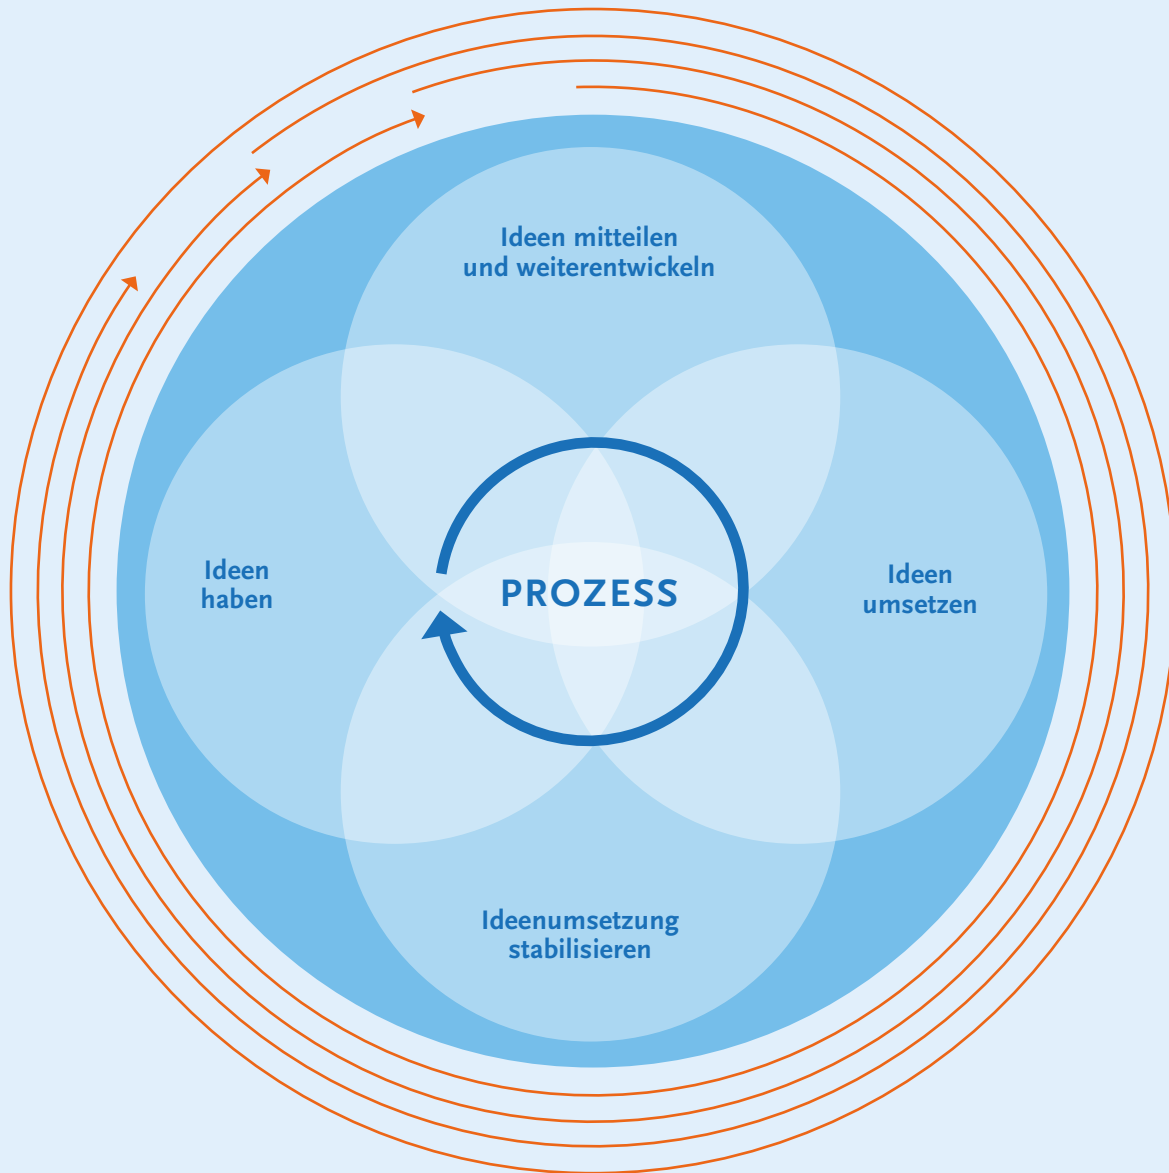 Ideen mitteilen
und weiterentwickeln
Ideen
haben
PROZESS
Ideen
umsetzen
Ideenumsetzung
stabilisieren